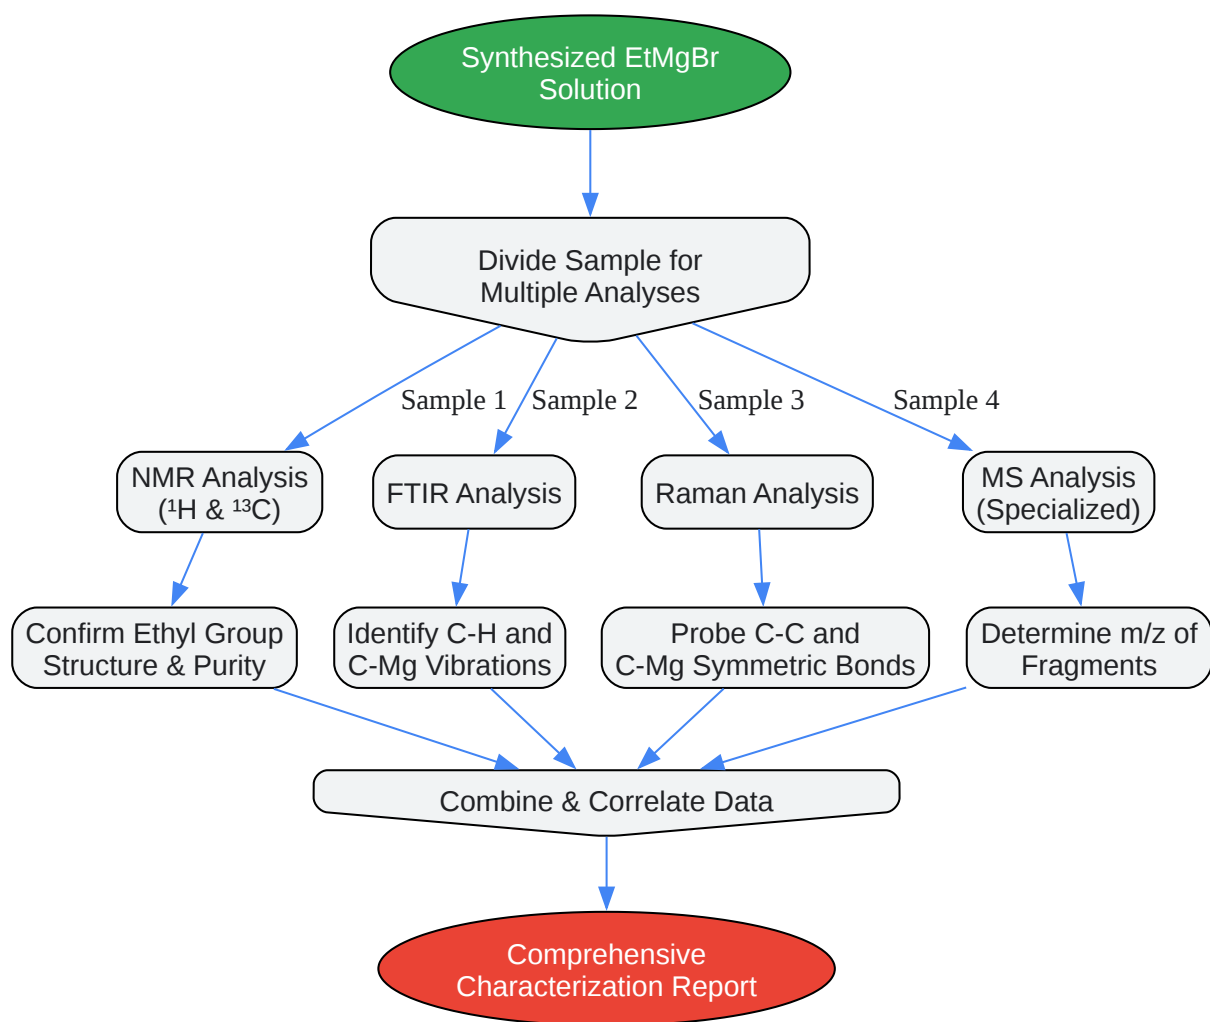 Synthesized EtMgBr
Solution
Divide Sample for
Multiple Analyses
Sample 1
Sample 2
Sample 3
Sample 4
NMR Analysis
(¹H & ¹³C)
FTIR Analysis
Raman Analysis
MS Analysis
(Specialized)
Confirm Ethyl Group
Structure & Purity
Identify C-H and
C-Mg Vibrations
Probe C-C and
C-Mg Symmetric Bonds
Determine m/z of
Fragments
Combine & Correlate Data
Comprehensive
Characterization Report